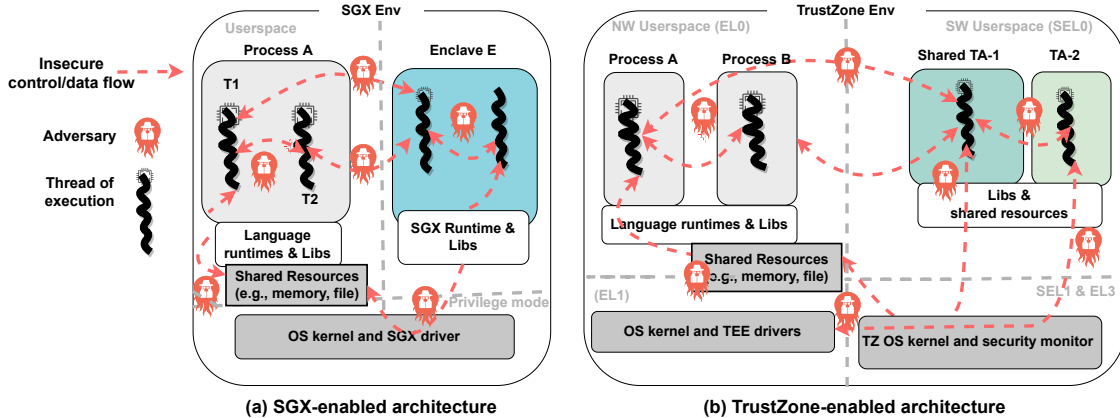 SGX Env
Userspace
Process A
Enclave E
T1
T2
Language
runtimes & Libs
SGX Runtime &
Libs
Shared Resources
(e.g., memory, file)
Privilege mode
OS kernel and SGX driver
(a) SGX-enabled architecture
Insecure
control/data flow
Adversary
Thread of
execution
TrustZone Env
NW Userspace (EL0)
SW Userspace (SEL0)
Process A
Process B
Shared TA-1
TA-2
Language runtimes & Libs
Libs &
shared resources
Shared Resources
(e.g., memory, file)
(EL1)
SEL1 & EL3
OS kernel and TEE drivers
TZ OS kernel and security monitor
(b) TrustZone-enabled architecture